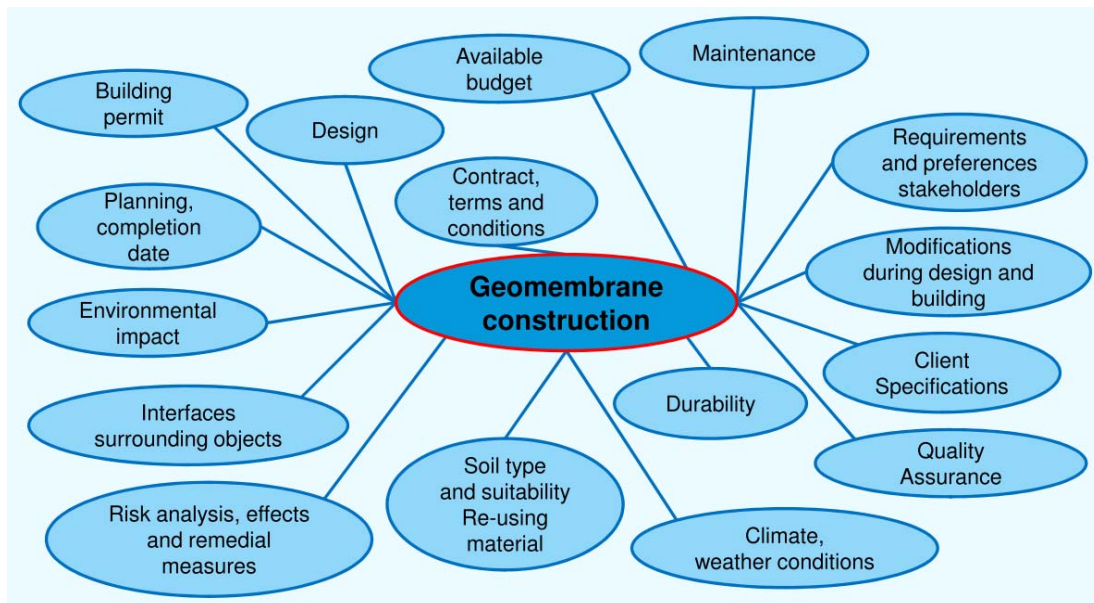 Building
permit
Design
Available
budget
Maintenance
Requirements
and preferences
stakeholders
Planning,
completion
date
Contract,
terms and
conditions
Modifications
during design and
building
Geomembrane
construction
Environmental
impact
Client
Specifications
Interfaces
surrounding objects
Durability
Quality
Assurance
Risk analysis, effects
and remedial
measures
Soil type
and suitability
Re-using
material
Climate,
weather conditions